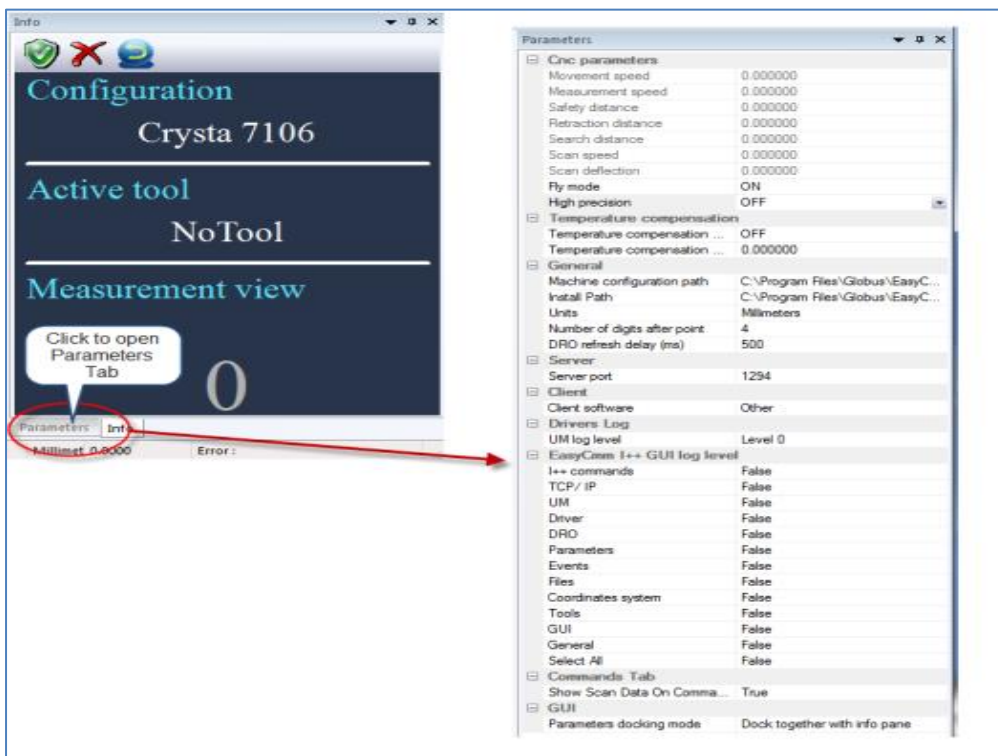 Info
Configuration
Crysta 7106
Active tool
NoTool
Measurement view
Click to open
Parameters
Tab
0
Parameters Info
Millimet 0.0000 Error :
Parameters
Cnc parameters
Movement speed 0.000000
Measurement speed 0.000000
Safety distance 0.000000
Retraction distance 0.000000
Search distance 0.000000
Scan speed 0.000000
Scan deflection 0.000000
Fly mode ON
High precision OFF
Temperature compensation
Temperature compensation ... OFF
Temperature compensation ... 0.000000
General
Machine configuration path C:\Program Files\Globus\EasyC...
Install Path C:\Program Files\Globus\EasyC...
Units Millimeters
Number of digits after point 4
DRO refresh delay (ms) 500
Server
Server port 1294
Client
Client software Other
Drivers Log
UM log level Level 0
EasyCmm I++ GUI log level
I++ commands False
TCP/ IP False
UM False
Driver False
DRO False
Parameters False
Events False
Files False
Coordinates system False
Tools False
GUI False
General False
Select All False
Commands Tab
Show Scan Data On Comma... True
GUI
Parameters docking mode Dock together with info pane